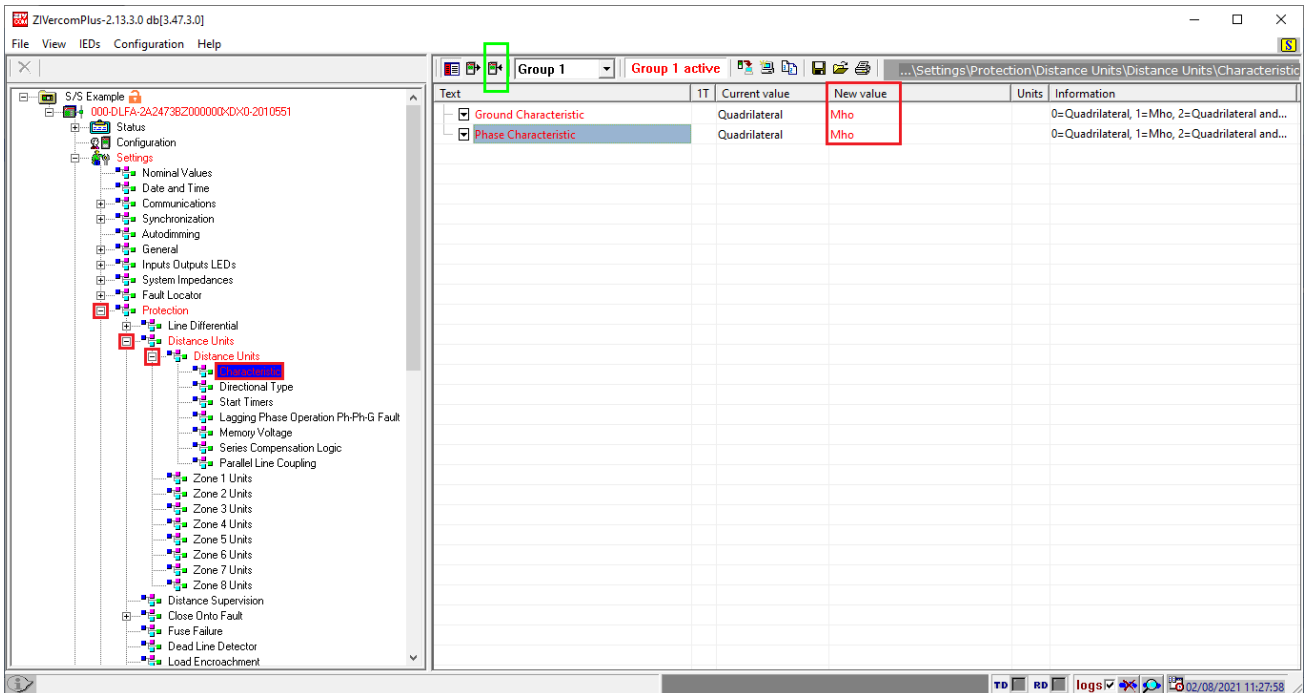 ZIVercomPlus-2.13.3.0 db[3.47.3.0]
File View IEDs Configuration Help
S
Group 1
Group 1 active
...\Settings\Protection\Distance Units\Distance Units\Characteristic
S/S Example
000-DLFA-2A2473BZ000000XDX0-2010551
Status
Configuration
Settings
Nominal Values
Date and Time
Communications
Synchronization
Autodimming
General
Inputs Outputs LEDs
System Impedances
Fault Locator
Protection
Line Differential
Distance Units
Distance Units
Characteristic
Directional Type
Start Timers
Lagging Phase Operation Ph-Ph-G Fault
Memory Voltage
Series Compensation Logic
Parallel Line Coupling
Zone 1 Units
Zone 2 Units
Zone 3 Units
Zone 4 Units
Zone 5 Units
Zone 6 Units
Zone 7 Units
Zone 8 Units
Distance Supervision
Close Onto Fault
Fuse Failure
Dead Line Detector
Load Encroachment
Text 1T Current value New value Units Information
Ground Characteristic Quadrilateral Mho 0=Quadrilateral, 1=Mho, 2=Quadrilateral and...
Phase Characteristic Quadrilateral Mho 0=Quadrilateral, 1=Mho, 2=Quadrilateral and...
TD RD logs 02/08/2021 11:27:58